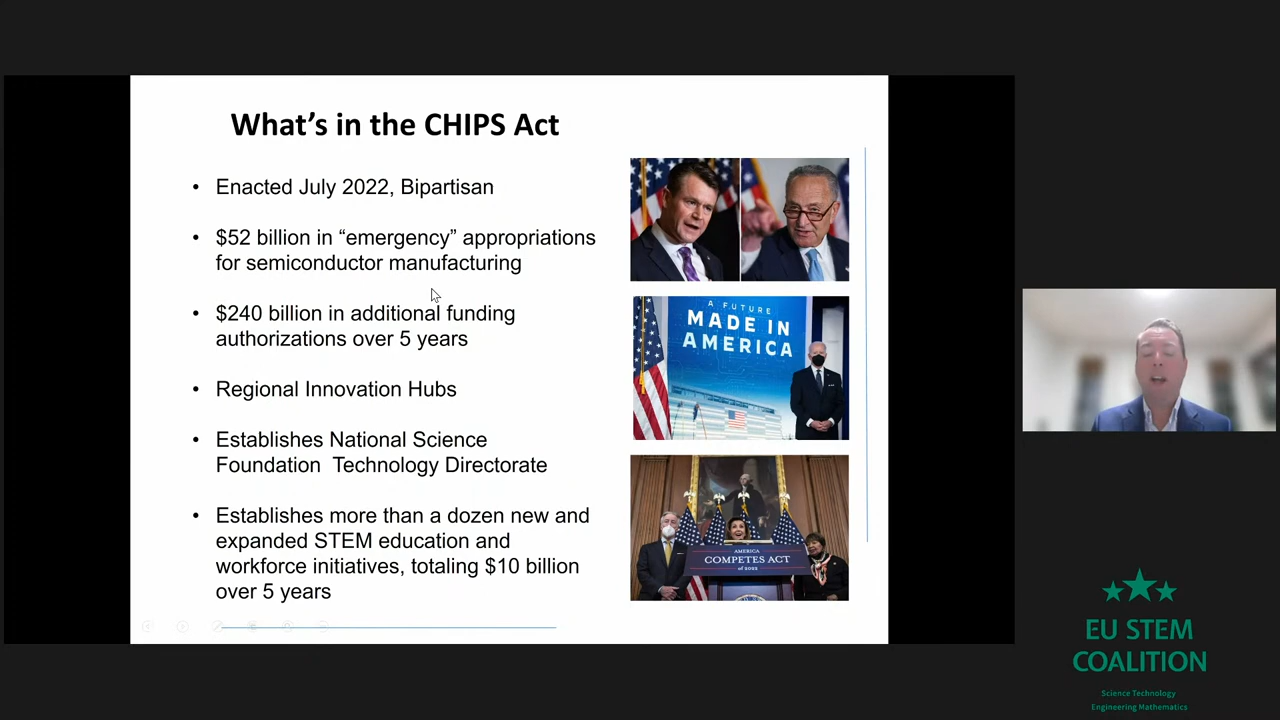 What's in the CHIPS Act
• Enacted July 2022, Bipartisan
• $52 billion in “emergency” appropriations
for semiconductor manufacturing
• $240 billion in additional funding
authorizations over 5 years
• Regional Innovation Hubs
• Establishes National Science
Foundation  Technology Directorate
• Establishes more than a dozen new and
expanded STEM education and
workforce initiatives, totaling $10 billion
over 5 years
A FUTURE
MADE IN
AMERICA
AMERICA
COMPETES ACT
of 2022
EU STEM
COALITION
Science Technology
Engineering Mathematics